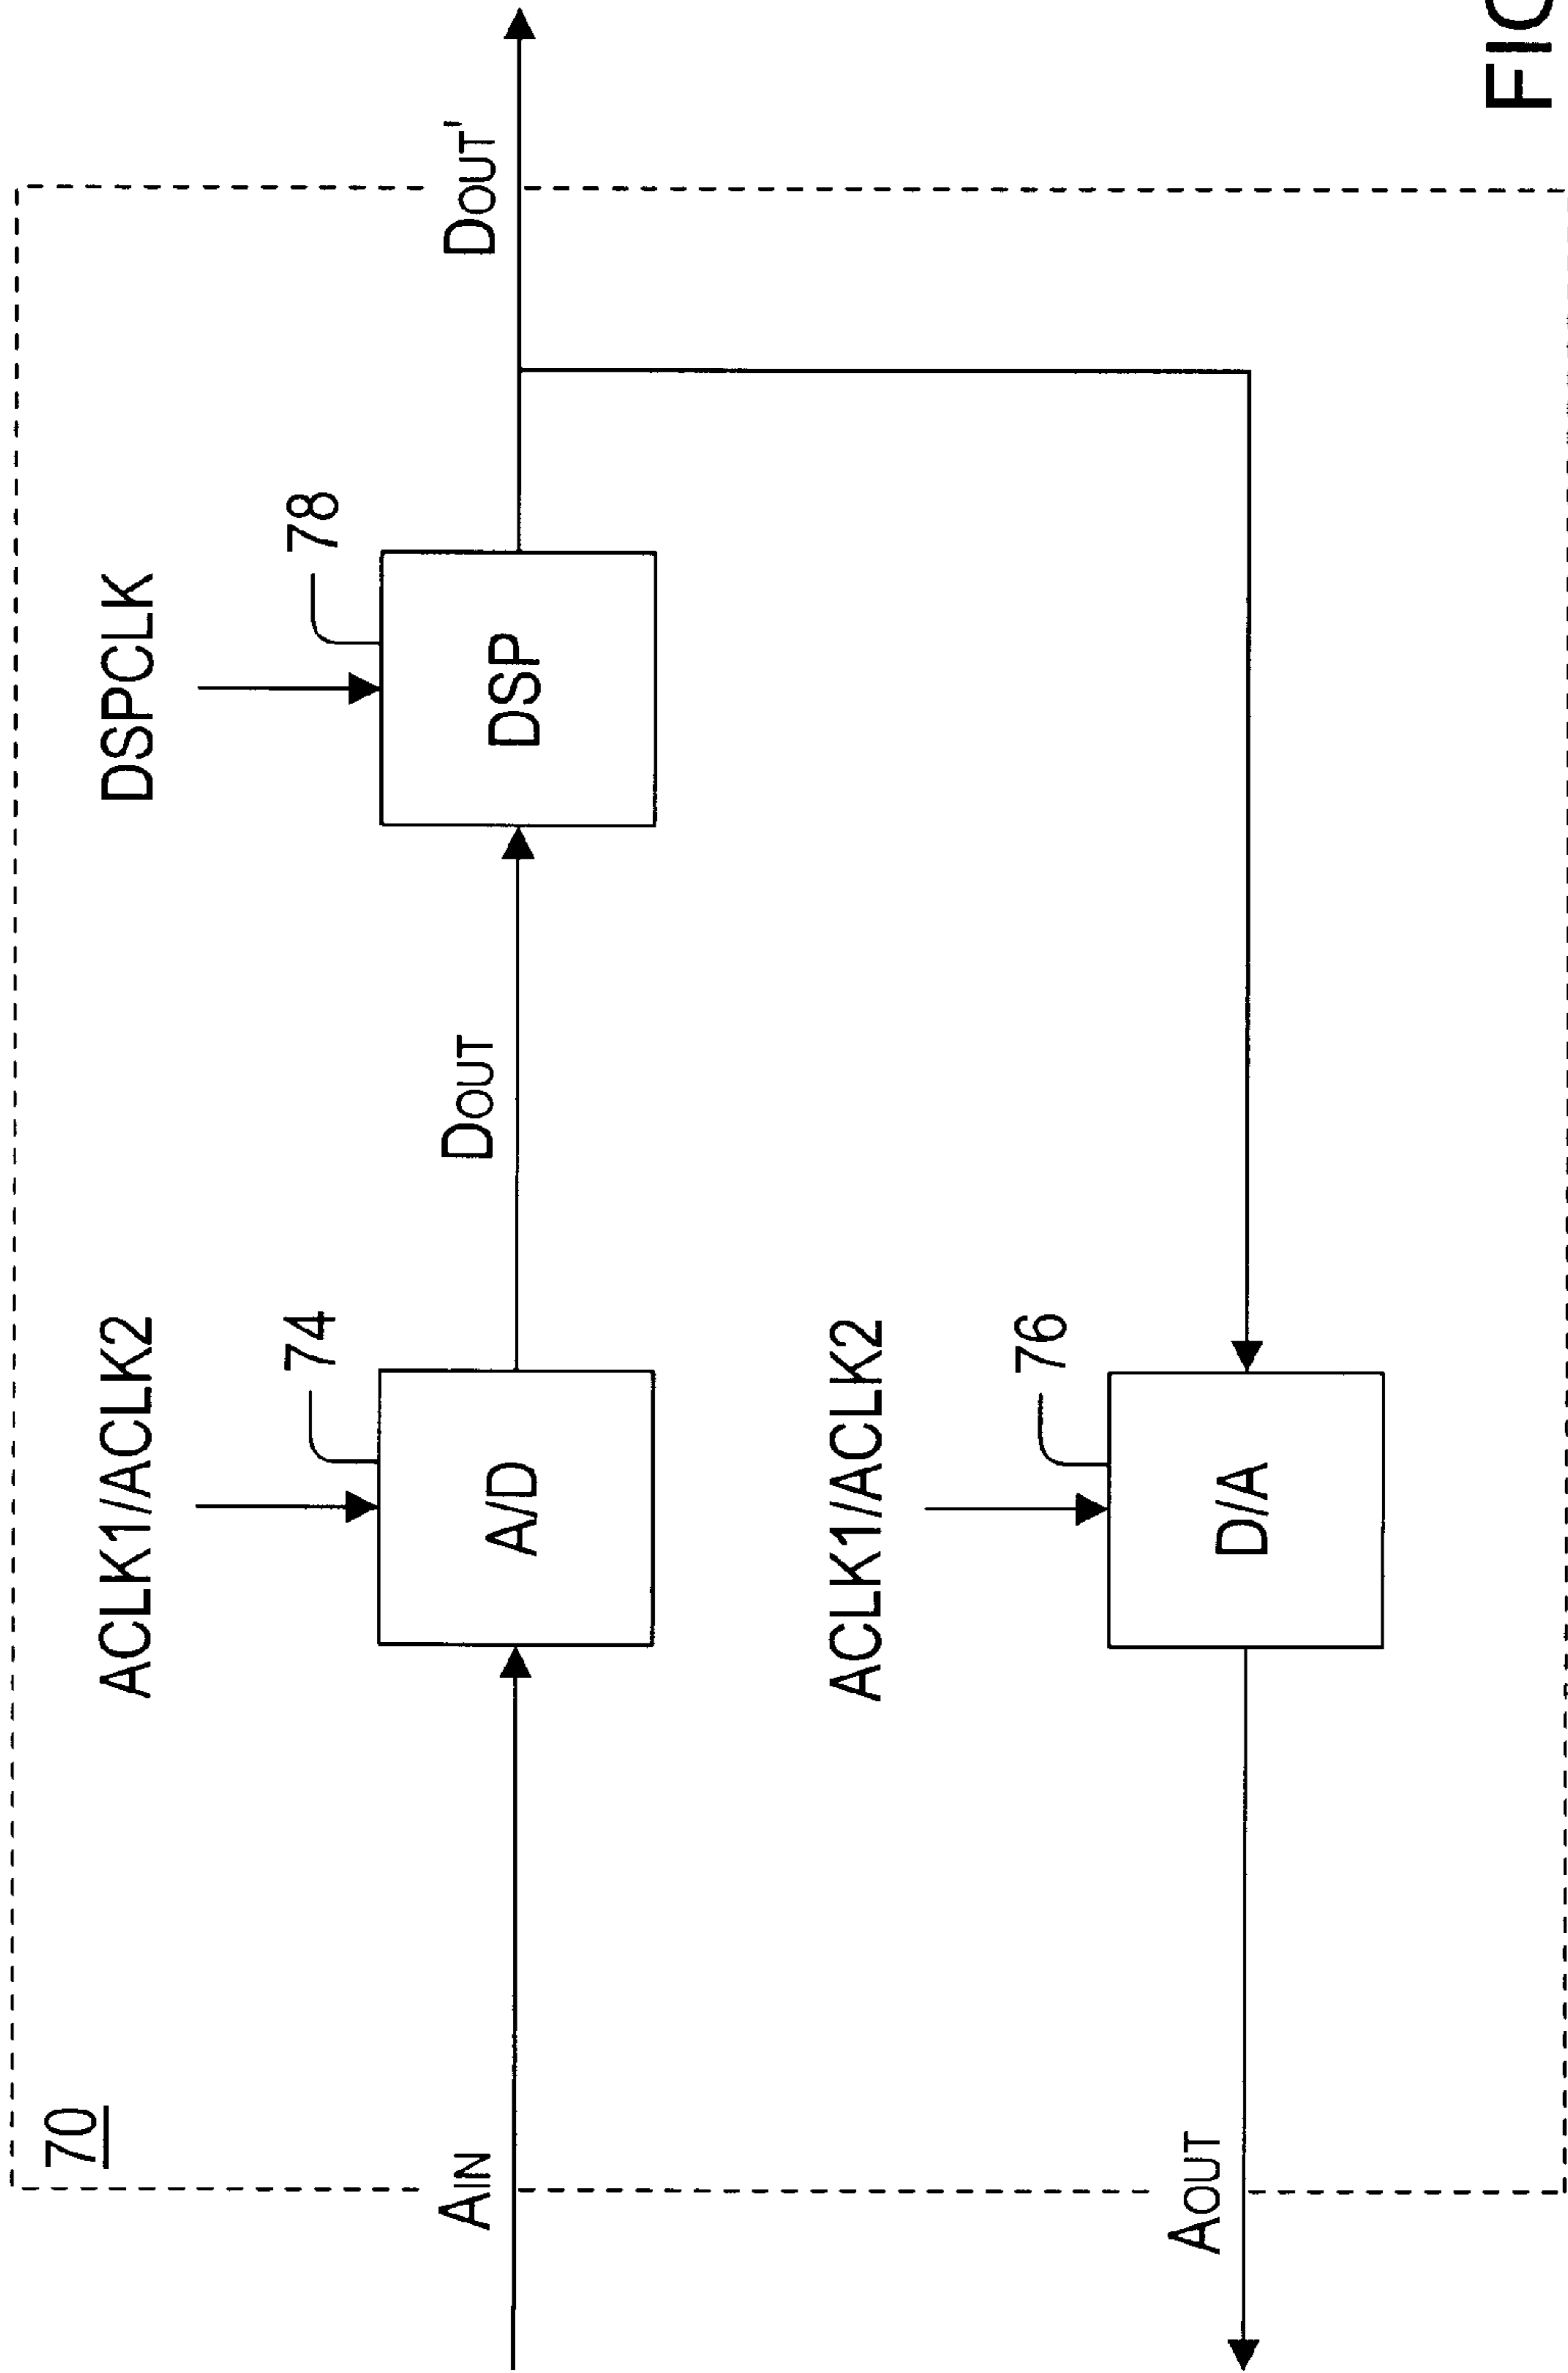 70
ACLK1/ACLK2
DSPCLK
74
78
AIN
A/D
DOUT
DSP
DOUT'
ACLK1/ACLK2
76
AOUT
D/A